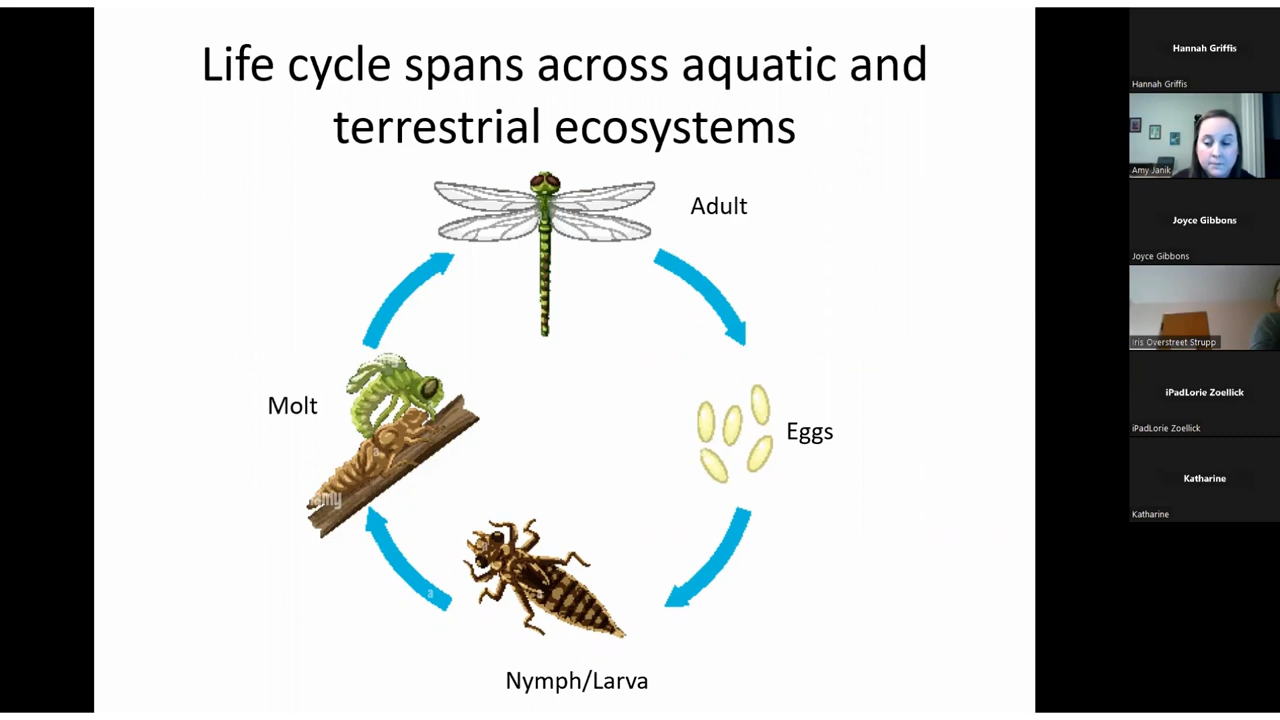 Life cycle spans across aquatic and
terrestrial ecosystems
Adult
Molt
Eggs
Nymph/Larva
a
a
a
a
Hannah Griffis
Hannah Griffis
Amy Janik
Joyce Gibbons
Joyce Gibbons
Iris Overstreet Strupp
iPadLorie Zoellick
iPadLorie Zoellick
Katharine
Katharine